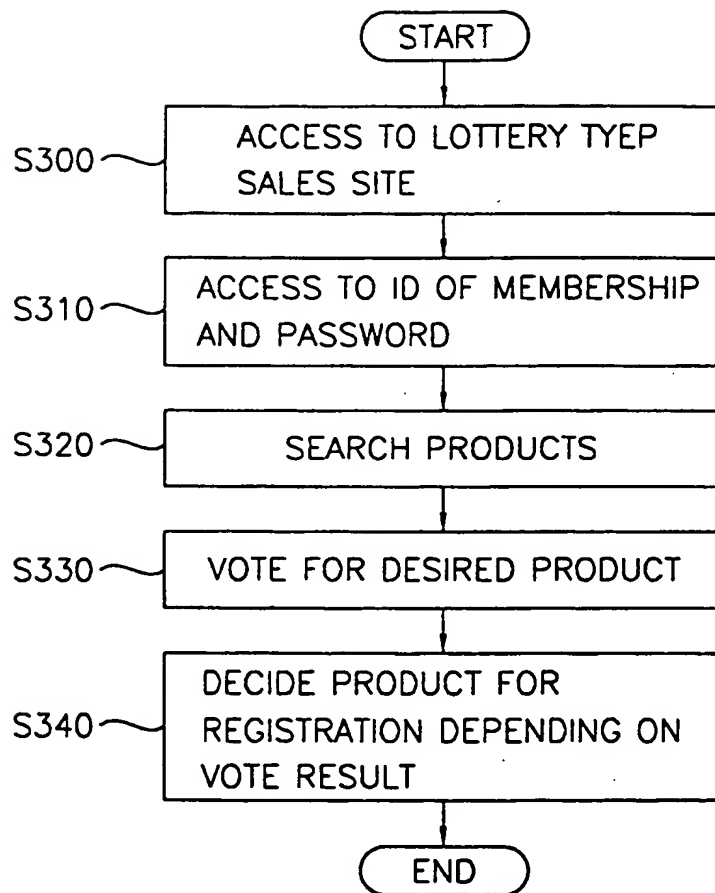 START
S300
ACCESS TO LOTTERY TYEP
SALES SITE
S310
ACCESS TO ID OF MEMBERSHIP
AND PASSWORD
S320
SEARCH PRODUCTS
S330
VOTE FOR DESIRED PRODUCT
S340
DECIDE PRODUCT FOR
REGISTRATION DEPENDING ON
VOTE RESULT
END